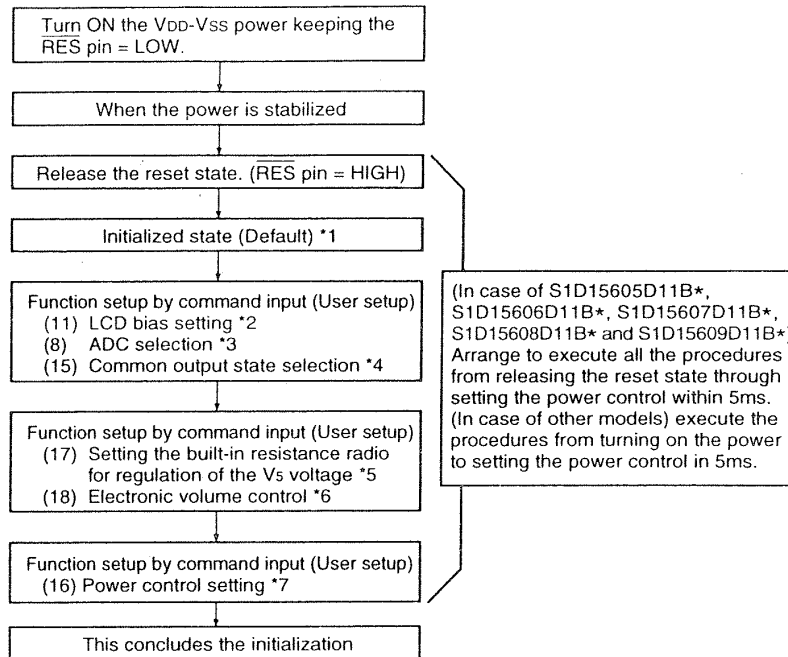 Turn ON the VDD-VSS power keeping the
RES pin = LOW.
When the power is stabilized
Release the reset state. (RES pin = HIGH)
Initialized state (Default) *1
Function setup by command input (User setup)
(11) LCD bias setting *2
(8) ADC selection *3
(15) Common output state selection *4
Function setup by command input (User setup)
(17) Setting the built-in resistance radio
for regulation of the V5 voltage *5
(18) Electronic volume control *6
Function setup by command input (User setup)
(16) Power control setting *7
This concludes the initialization
(In case of S1D15605D11B*,
S1D15606D11B*, S1D15607D11B*,
S1D15608D11B* and S1D15609D11B*)
Arrange to execute all the procedures
from releasing the reset state through
setting the power control within 5ms.
(In case of other models) execute the
procedures from turning on the power
to setting the power control in 5ms.